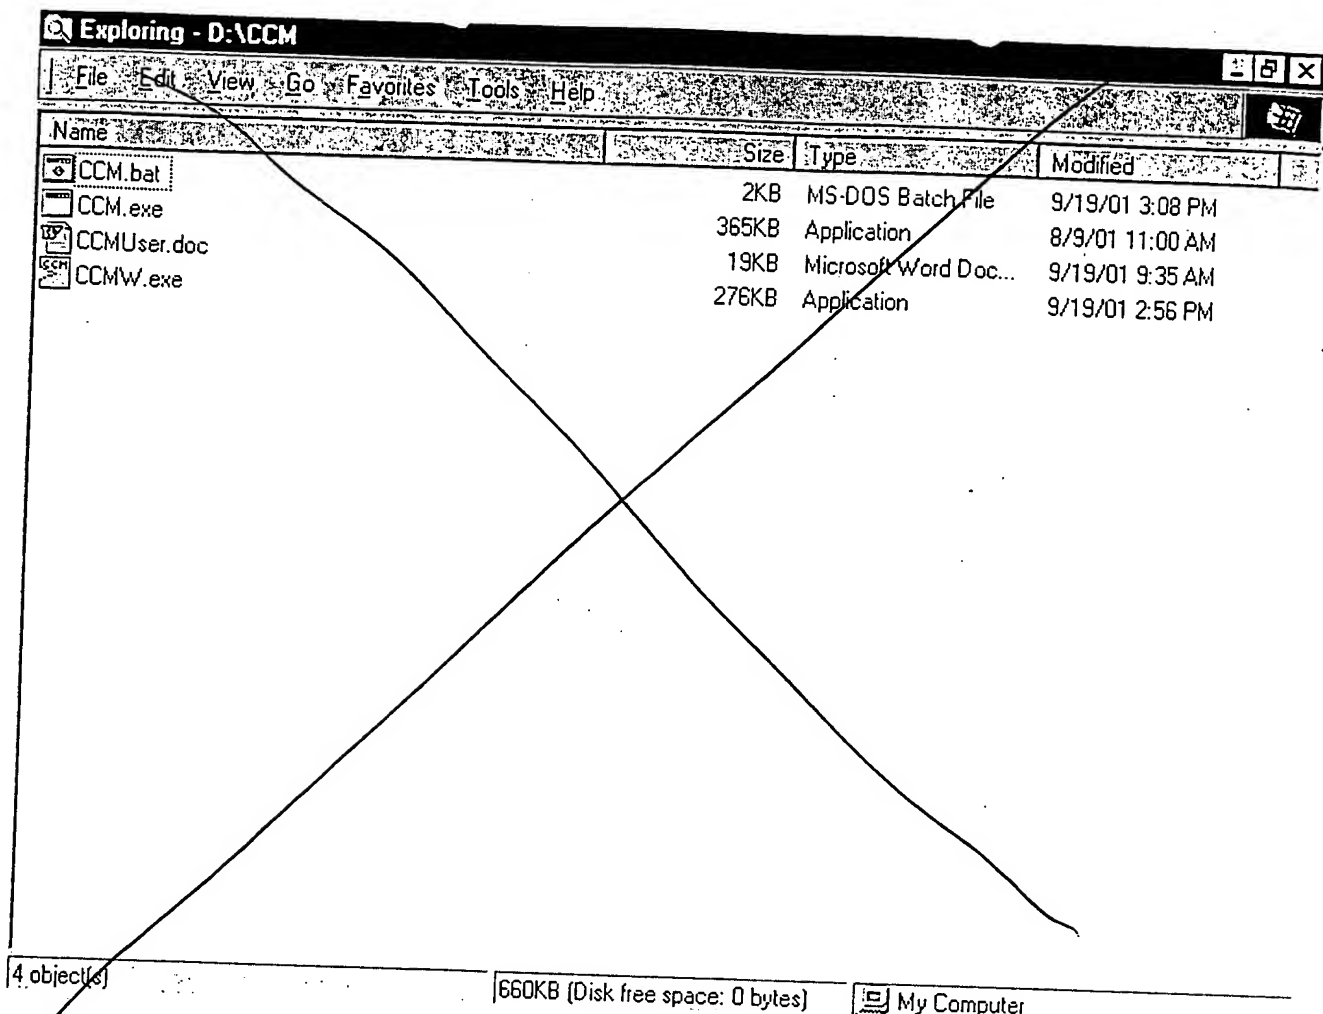 Exploring - D:\CCM
File Edit View Go Favorites Tools Help
Name Size Type Modified
CCM.bat 2KB MS-DOS Batch File 9/19/01 3:08 PM
CCM.exe 365KB Application 8/9/01 11:00 AM
CCMUser.doc 19KB Microsoft Word Doc... 9/19/01 9:35 AM
CCMW.exe 276KB Application 9/19/01 2:56 PM
4 object(s) 660KB (Disk free space: 0 bytes) My Computer